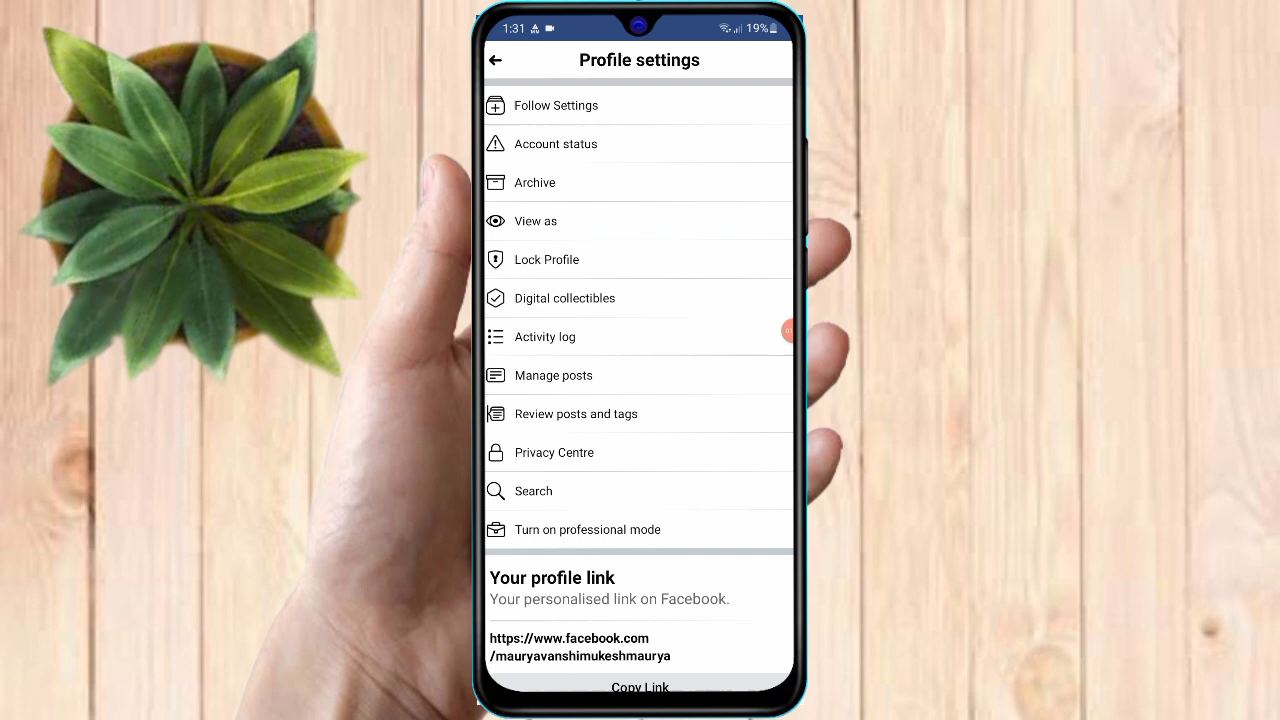 1:31
19%
Profile settings
Follow Settings
Account status
Archive
View as
Lock Profile
Digital collectibles
Activity log
Manage posts
Review posts and tags
Privacy Centre
Search
Turn on professional mode
Your profile link
Your personalised link on Facebook.
https://www.facebook.com
/mauryavanshimukeshmaurya
Copy Link